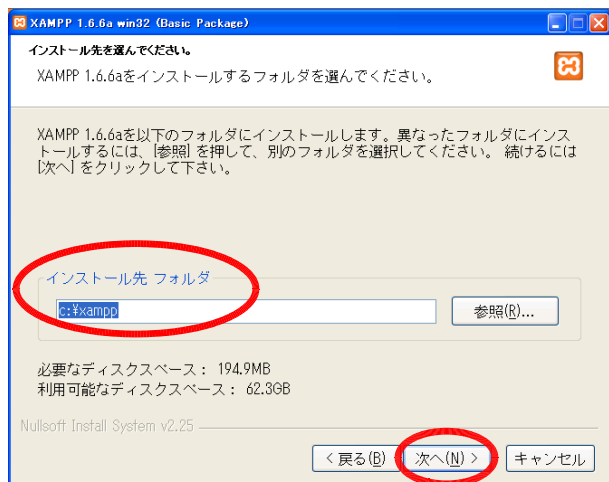 XAMPP 1.6.6a win32 (Basic Package)
インストール先を選んでください。
XAMPP 1.6.6aをインストールするフォルダを選んでください。
XAMPP 1.6.6aを以下のフォルダにインストールします。異なったフォルダにインス
トールするには、[参照] を押して、別のフォルダを選択してください。 続けるには
[次へ] をクリックして下さい。
インストール先 フォルダ
c:¥xampp
参照(R)...
必要なディスクスペース： 194.9MB
利用可能なディスクスペース： 62.3GB
Nullsoft Install System v2.25
< 戻る(B) 次へ(N) > キャンセル